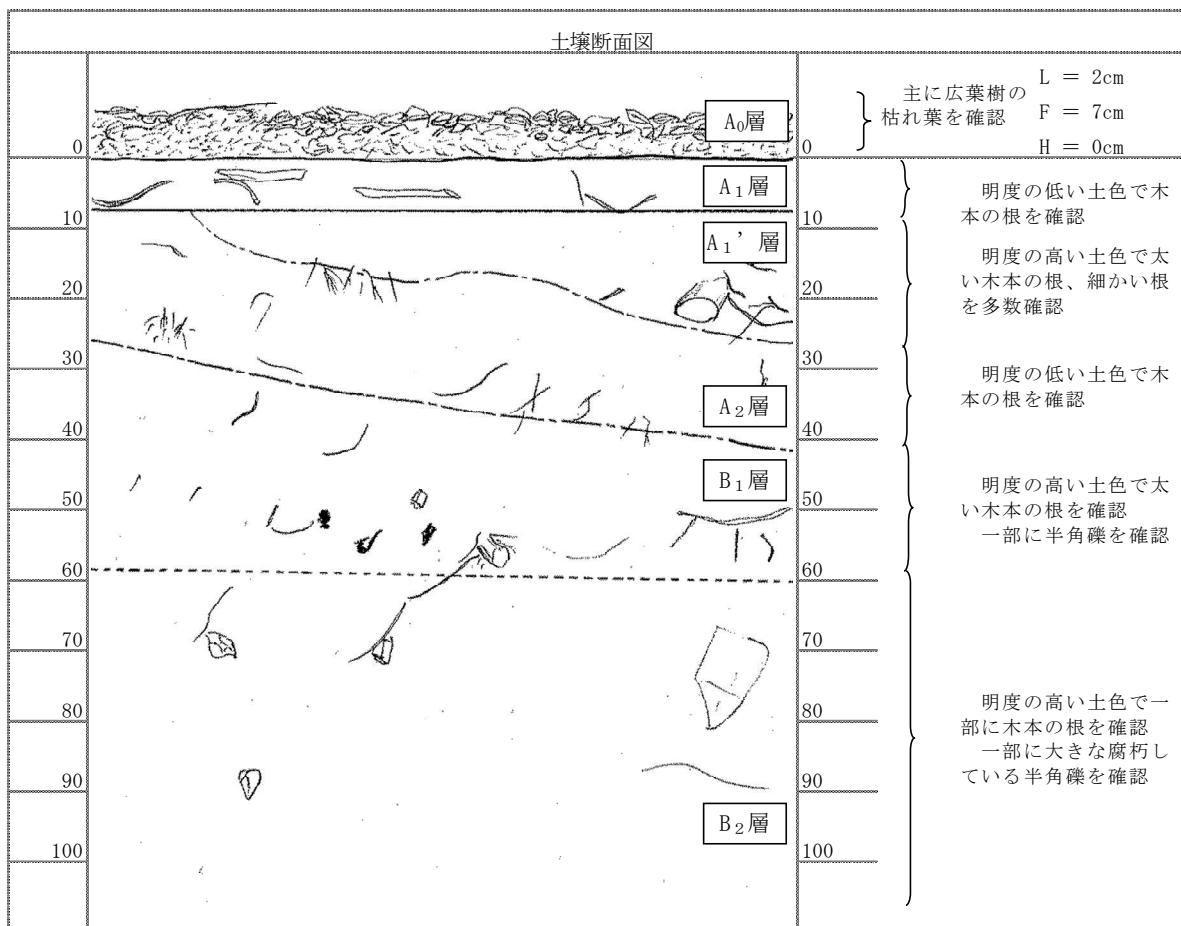 土壌断面図
L = 2cm
主に広葉樹の
枯れ葉を確認
F = 7cm
H = 0cm
A₀層
0
0
A₁層
明度の低い土色で木
本の根を確認
10
10
A₁’層
明度の高い土色で太
い木本の根、細かい根
を多数確認
20
20
30
30
明度の低い土色で木
本の根を確認
A₂層
40
40
B₁層
明度の高い土色で太
い木本の根を確認
一部に半角礫を確認
50
50
60
60
70
70
明度の高い土色で一
部に木本の根を確認
一部に大きな腐朽し
ている半角礫を確認
80
80
90
90
B₂層
100
100